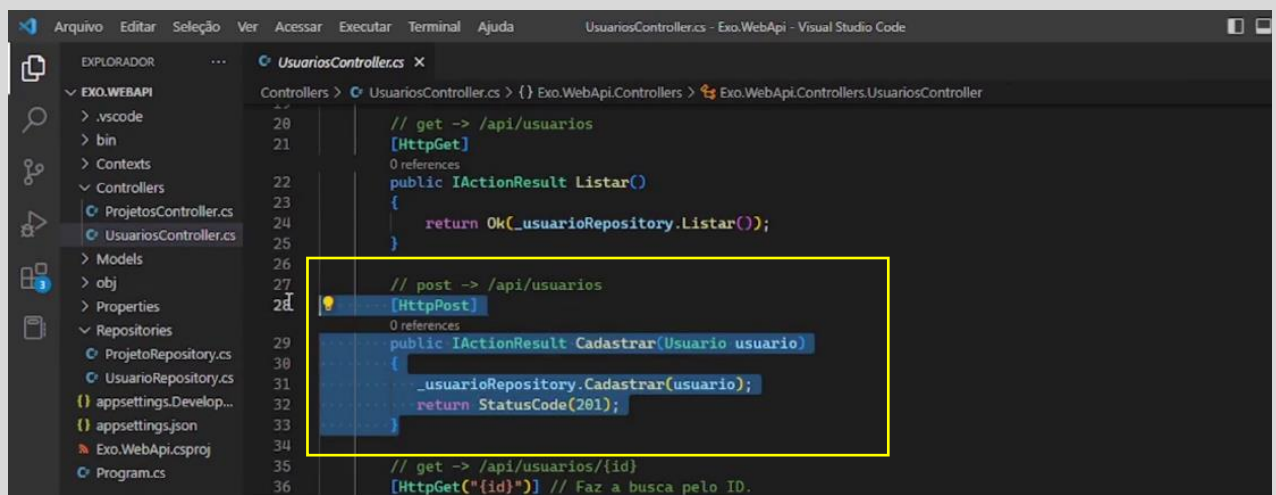 Arquivo Editar Seleção Ver Acessar Executar Terminal Ajuda UsuariosController.cs - Exo.WebApi - Visual Studio Code
EXPLORADOR ...
EXO.WEBAPI
> .vscode
> bin
> Contexts
Controllers
ProjetosController.cs
UsuariosController.cs
> Models
> obj
> Properties
Repositories
ProjetoRepository.cs
UsuarioRepository.cs
{} appsettings.Develop...
{} appsettings.json
Exo.WebApi.csproj
Program.cs
3
UsuariosController.cs ×
Controllers > UsuariosController.cs > {} Exo.WebApi.Controllers > Exo.WebApi.Controllers.UsuariosController
20 // get -> /api/usuarios
21 [HttpGet]
0 references
22 public IActionResult Listar()
23 {
24 return Ok(_usuarioRepository.Listar());
25 }
26
27 // post -> /api/usuarios
28 [HttpPost]
0 references
29 public IActionResult Cadastrar(Usuario usuario)
30 {
31 _usuarioRepository.Cadastrar(usuario);
32 return StatusCode(201);
33 }
34
35 // get -> /api/usuarios/{id}
36 [HttpGet("{id}")] // Faz a busca pelo ID.